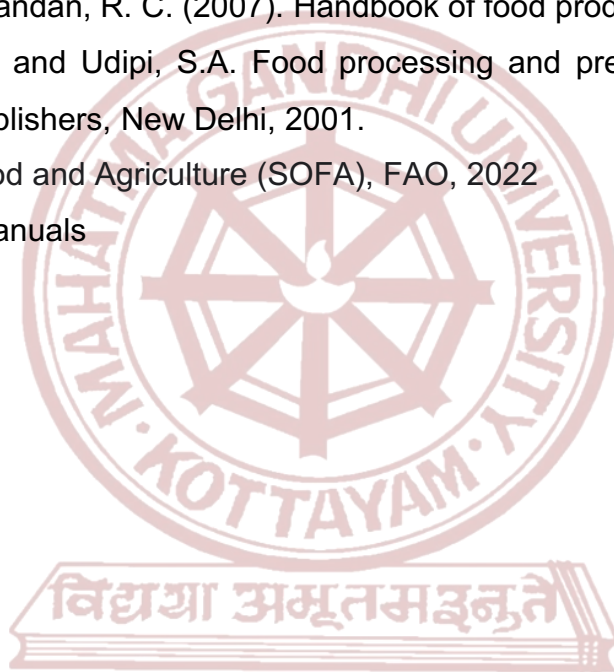 andan, R. C. (2007). Handbook of food prod
and Udipi, S.A. Food processing and pre
blishers, New Delhi, 2001.
od and Agriculture (SOFA), FAO, 2022
anuals
MAHATMA GANDHI UNIVERSITY
• KOTTAYAM •
विद्यया अमृतमश्नुते